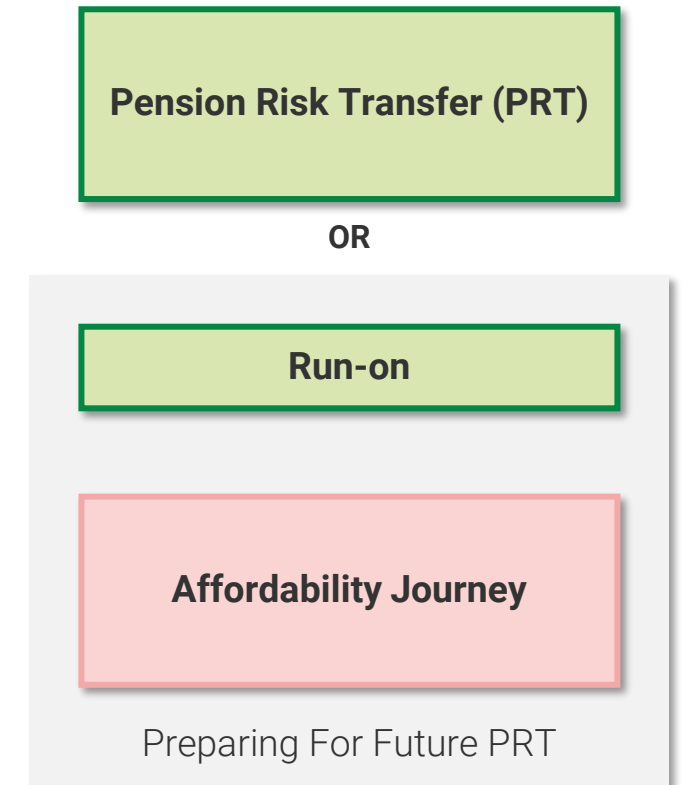 Pension Risk Transfer (PRT)
OR
Run-on
Affordability Journey
Preparing For Future PRT